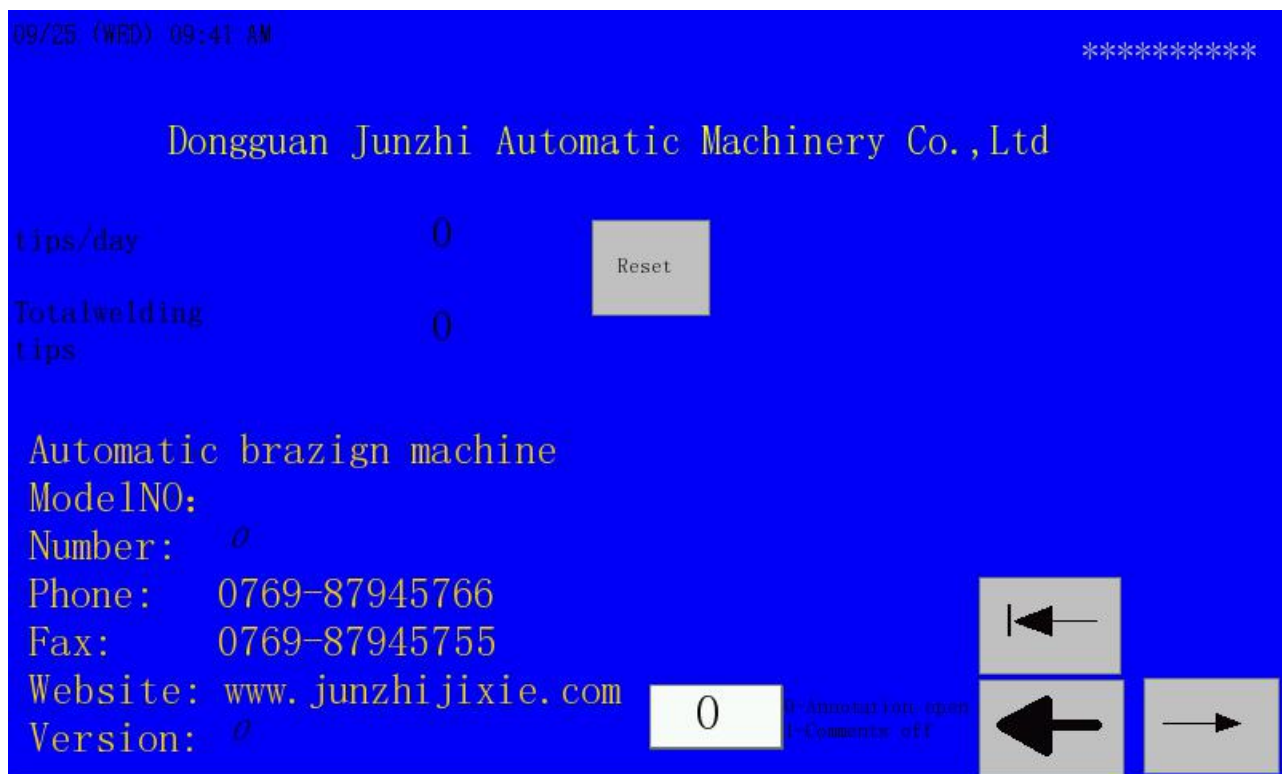 09/25 (WED) 09:41 AM
**********
Dongguan Junzhi Automatic Machinery Co.,Ltd
tips/day 0
Reset
Totalwelding
tips 0
Automatic brazign machine
ModelNO:
Number: 0
Phone: 0769-87945766
Fax: 0769-87945755
Website: www.junzhijixie.com
Version: 0
0
0-Annotation open
1-Comments off